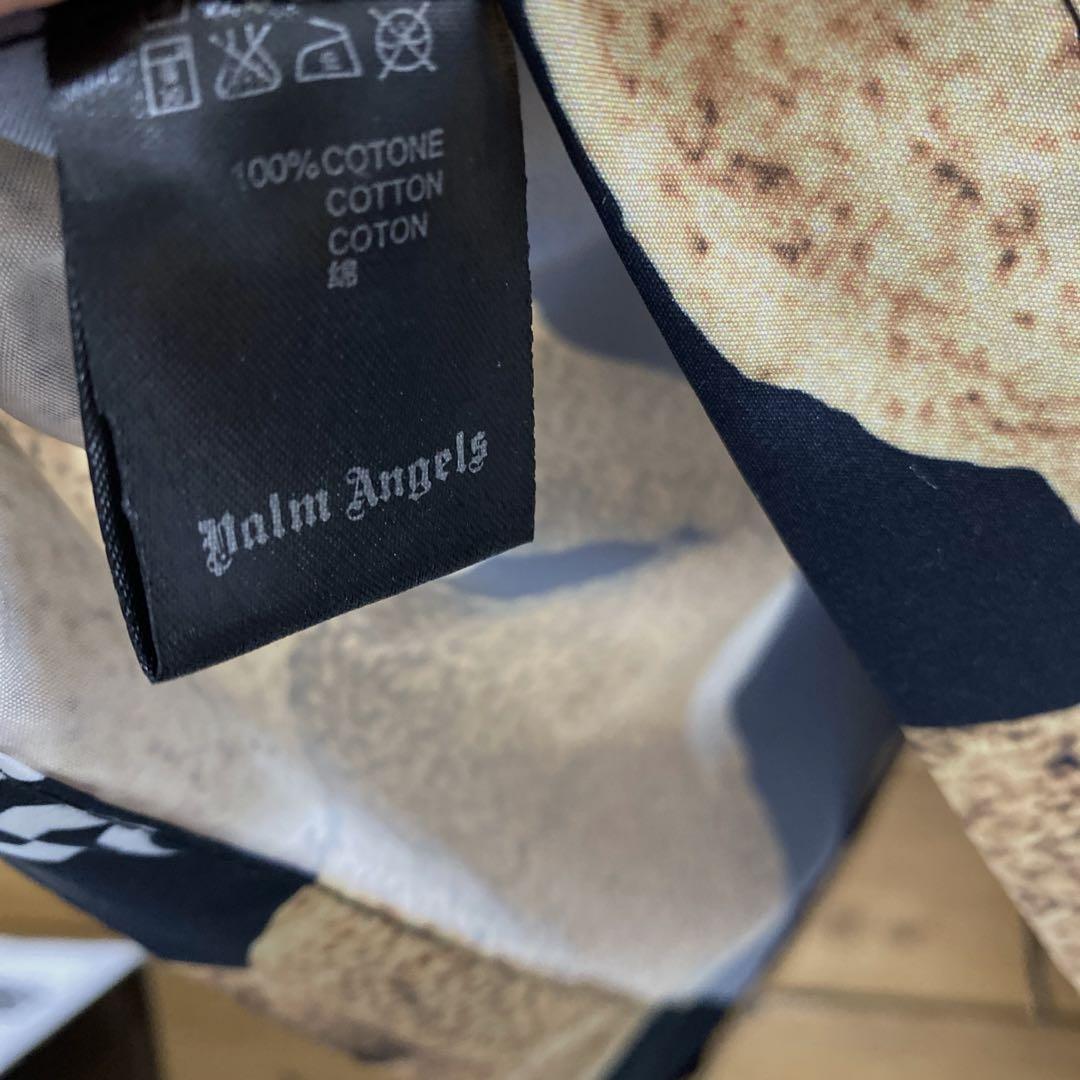 100% COTONE
COTTON
COTON
綿
Palm Angels